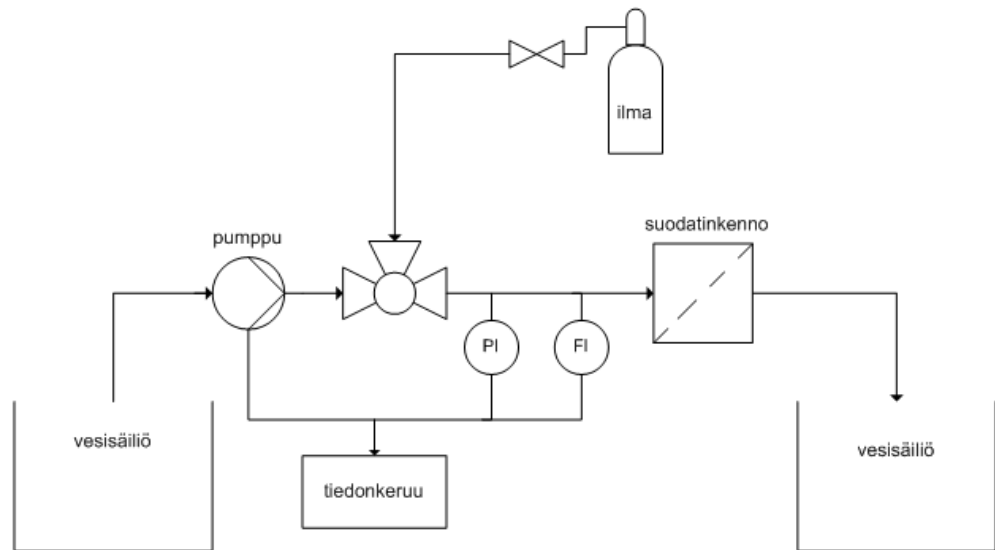 ilma
suodatinkenno
pumppu
PI
FI
vesisäiliö
vesisäiliö
tiedonkeruu